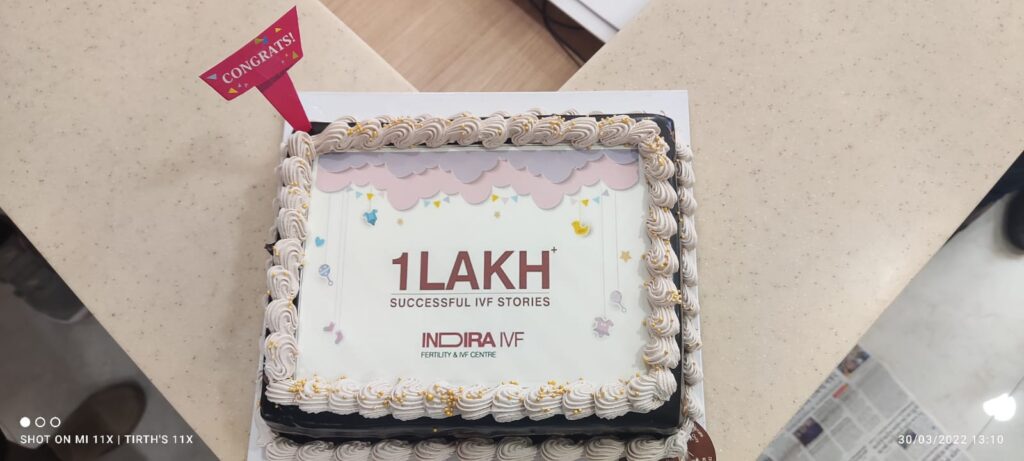 CONGRATS!
1LAKH+
SUCCESSFUL IVF STORIES
INDIRA IVF
FERTILITY & IVF CENTRE
SHOT ON MI 11X | TIRTH'S 11X
30/03/2022 13:10